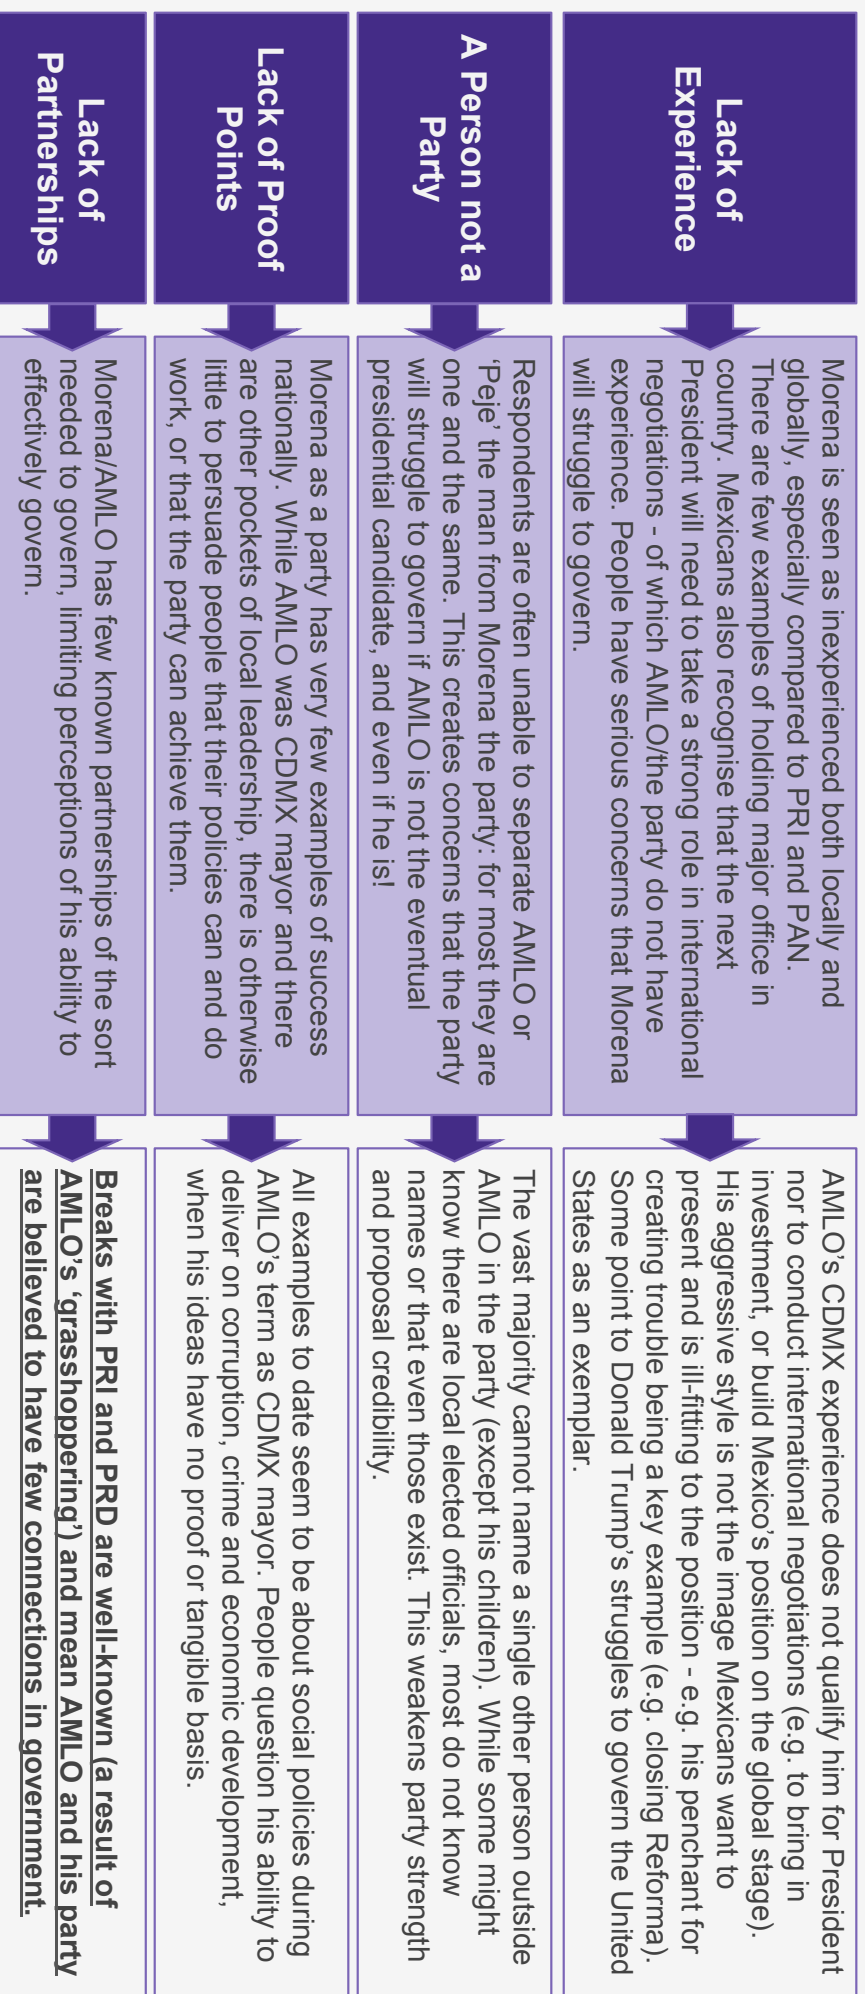 Lack of
Experience
Morena is seen as inexperienced both locally and
globally, especially compared to PRI and PAN.
There are few examples of holding major office in
country. Mexicans also recognise that the next
President will need to take a strong role in international
negotiations - of which AMLO/the party do not have
experience. People have serious concerns that Morena
will struggle to govern.
AMLO’s CDMX experience does not qualify him for President
nor to conduct international negotiations (e.g. to bring in
investment, or build Mexico’s position on the global stage).
His aggressive style is not the image Mexicans want to
present and is ill-fitting to the position - e.g. his penchant for
creating trouble being a key example (e.g. closing Reforma).
Some point to Donald Trump’s struggles to govern the United
States as an exemplar.
A Person not a
Party
Respondents are often unable to separate AMLO or
‘Peje’ the man from Morena the party: for most they are
one and the same. This creates concerns that the party
will struggle to govern if AMLO is not the eventual
presidential candidate, and even if he is!
The vast majority cannot name a single other person outside
AMLO in the party (except his children). While some might
know there are local elected officials, most do not know
names or that even those exist. This weakens party strength
and proposal credibility.
Lack of Proof
Points
Morena as a party has very few examples of success
nationally. While AMLO was CDMX mayor and there
are other pockets of local leadership, there is otherwise
little to persuade people that their policies can and do
work, or that the party can achieve them.
All examples to date seem to be about social policies during
AMLO’s term as CDMX mayor. People question his ability to
deliver on corruption, crime and economic development,
when his ideas have no proof or tangible basis.
Lack of
Partnerships
Morena/AMLO has few known partnerships of the sort
needed to govern, limiting perceptions of his ability to
effectively govern.
Breaks with PRI and PRD are well-known (a result of
AMLO’s ‘grasshoppering’) and mean AMLO and his party
are believed to have few connections in government.